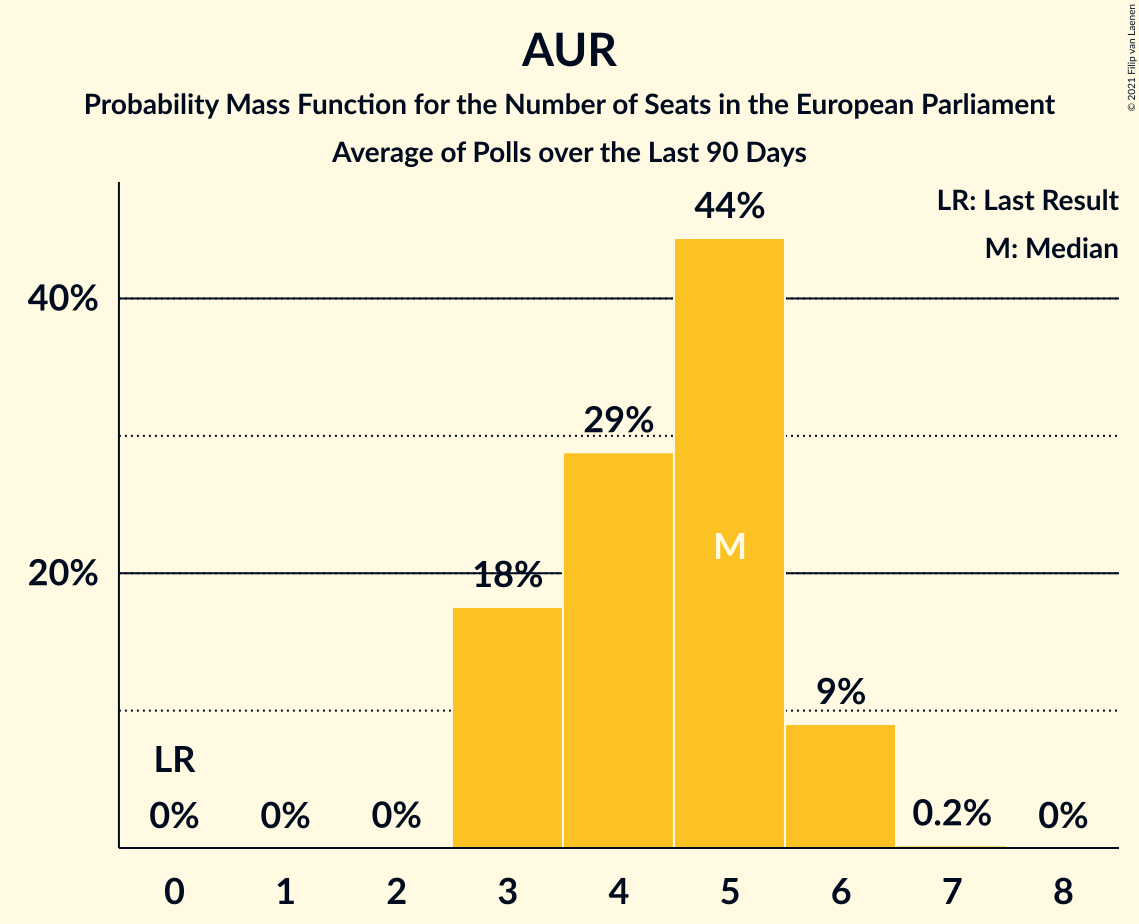 AUR
Probability Mass Function for the Number of Seats in the European Parliament
Average of Polls over the Last 90 Days
© 2021 Filip van Laenen
LR: Last Result
M: Median
44%
40%
29%
M
20%
18%
9%
LR
0%
0%
0%
0.2%
0%
0 1 2 3 4 5 6 7 8